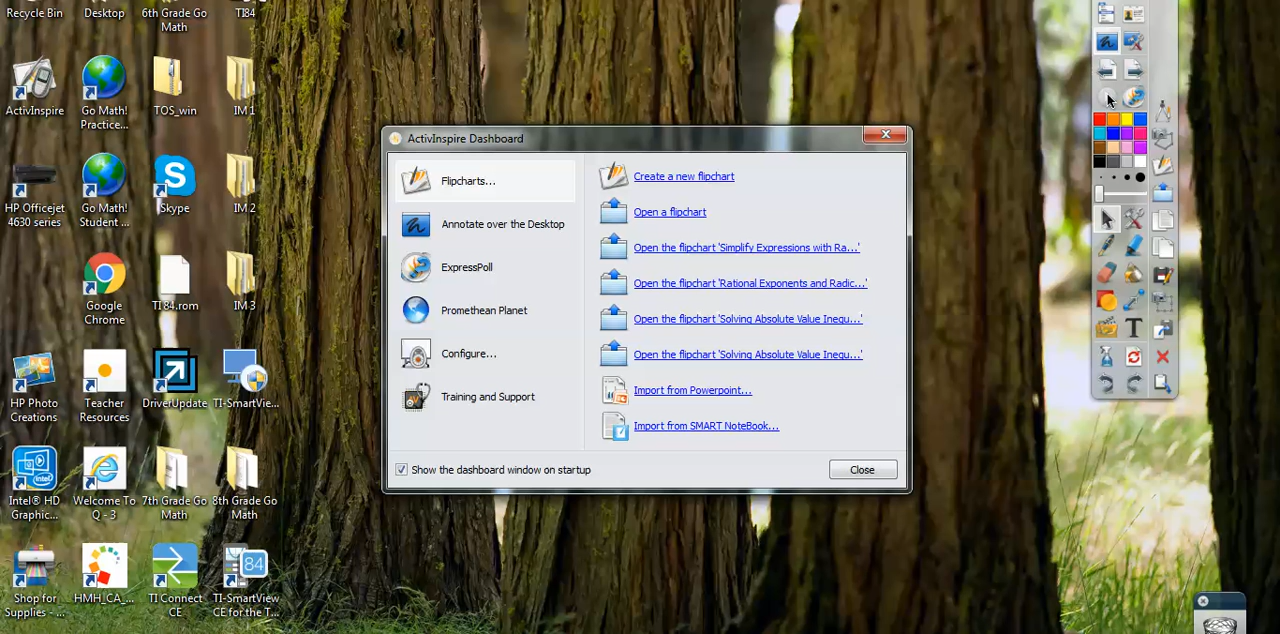 Recycle Bin
Desktop
6th Grade Go
Math
TI84
ActivInspire
Go Math!
Practice...
TOS_win
IM 1
HP Officejet
4630 series
Go Math!
Student ...
Skype
IM 2
Google
Chrome
TI84.rom
IM 3
HP Photo
Creations
Teacher
Resources
DriverUpdate
TI-SmartVie...
Intel® HD
Graphic...
Welcome To
Q - 3
7th Grade Go
Math
8th Grade Go
Math
Shop for
Supplies - ...
HMH_CA_...
TI Connect
CE
84
TI-SmartView
CE for the T...
ActivInspire Dashboard
Flipcharts...
Annotate over the Desktop
ExpressPoll
Promethean Planet
Configure...
Training and Support
Create a new flipchart
Open a flipchart
Open the flipchart 'Simplify Expressions with Ra...'
Open the flipchart 'Rational Exponents and Radic...'
Open the flipchart 'Solving Absolute Value Inequ...'
Open the flipchart 'Solving Absolute Value Inequ...'
Import from Powerpoint...
Import from SMART NoteBook...
Show the dashboard window on startup
Close